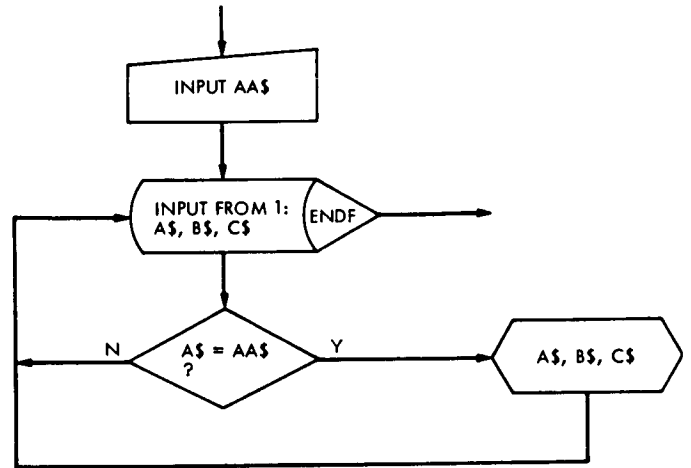 INPUT AA$
INPUT FROM 1:
A$, B$, C$
ENDF
N
A$ = AA$
?
Y
A$, B$, C$